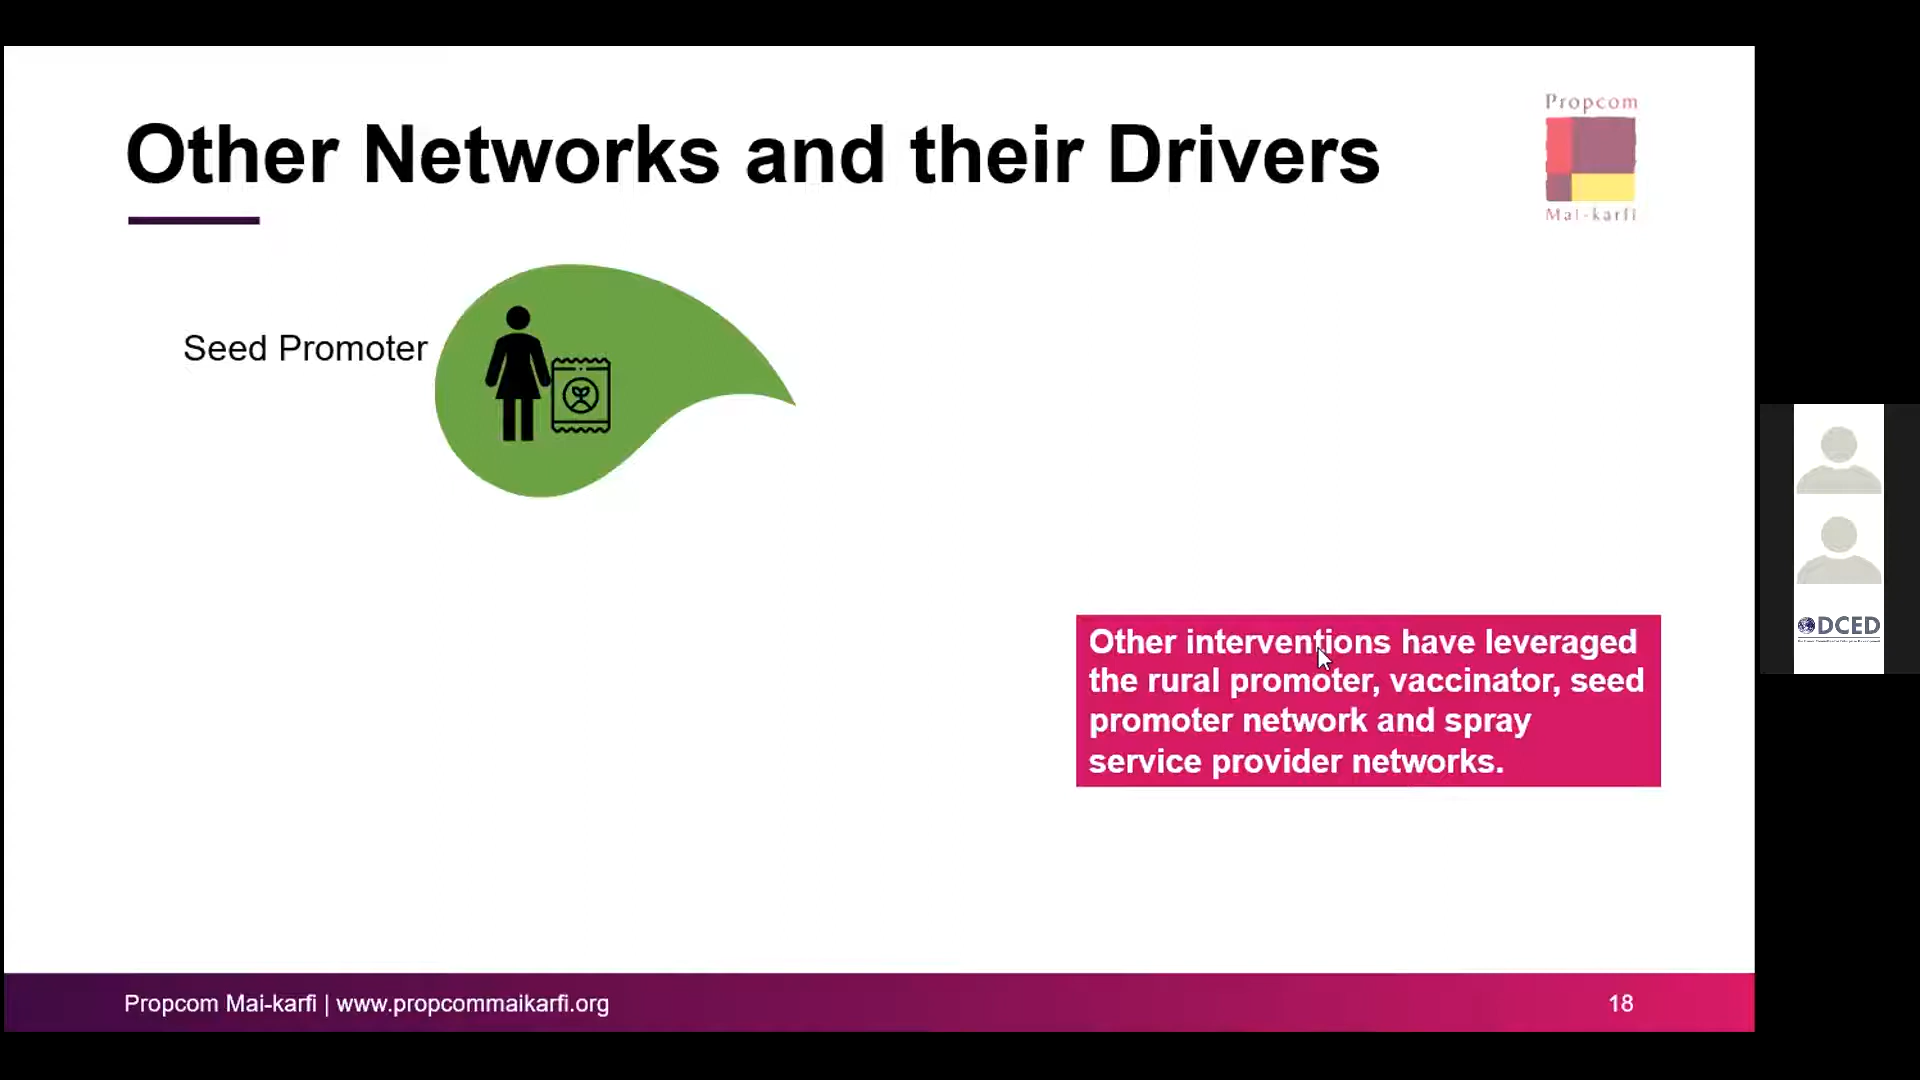 Other Networks and their Drivers
Propcom
Mai-karfi
Seed Promoter
Other interventions have leveraged
the rural promoter, vaccinator, seed
promoter network and spray
service provider networks.
DCED
Propcom Mai-karfi | www.propcommaikarfi.org
18